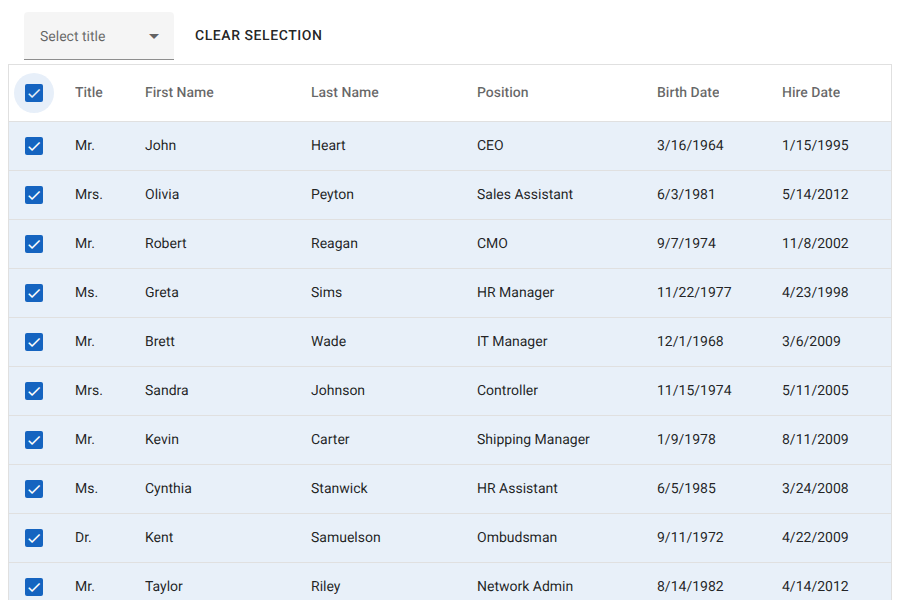 Select title CLEAR SELECTION
Title First Name Last Name Position Birth Date Hire Date
Mr. John Heart CEO 3/16/1964 1/15/1995
Mrs. Olivia Peyton Sales Assistant 6/3/1981 5/14/2012
Mr. Robert Reagan CMO 9/7/1974 11/8/2002
Ms. Greta Sims HR Manager 11/22/1977 4/23/1998
Mr. Brett Wade IT Manager 12/1/1968 3/6/2009
Mrs. Sandra Johnson Controller 11/15/1974 5/11/2005
Mr. Kevin Carter Shipping Manager 1/9/1978 8/11/2009
Ms. Cynthia Stanwick HR Assistant 6/5/1985 3/24/2008
Dr. Kent Samuelson Ombudsman 9/11/1972 4/22/2009
Mr. Taylor Riley Network Admin 8/14/1982 4/14/2012